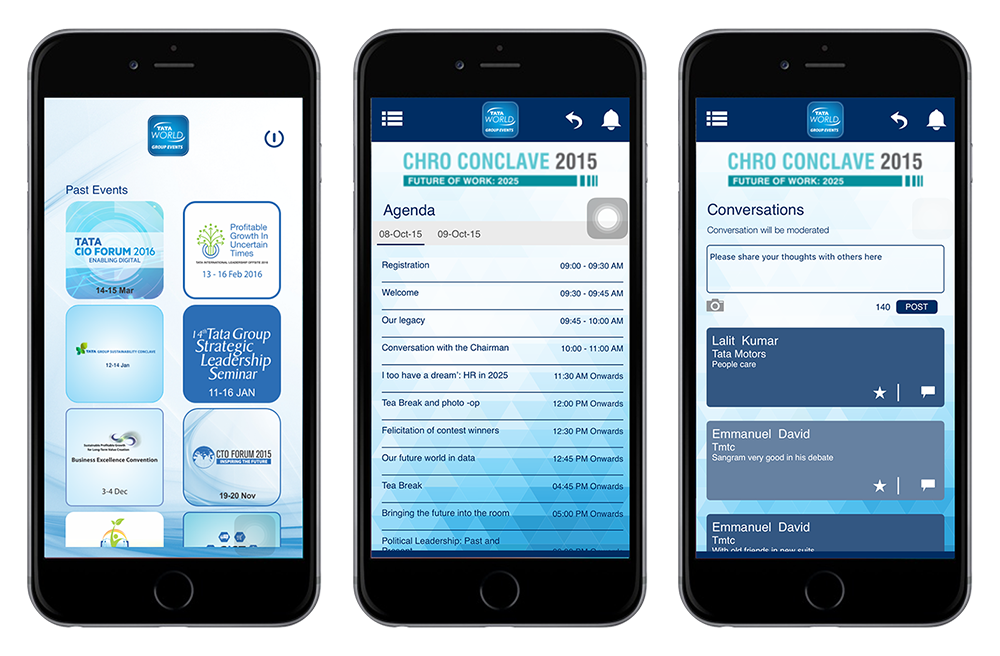 TATA
WORLD
GROUP EVENTS
Past Events
TATA
CIO FORUM 2016
ENABLING DIGITAL
14-15 Mar
Profitable
Growth In
Uncertain
Times
TATA INTERNATIONAL LEADERSHIP OFFSITE 2016
13 - 16 Feb 2016
TATA GROUP SUSTAINABILITY CONCLAVE
12-14 Jan
14th Tata Group
Strategic
Leadership
Seminar
11-16 JAN
Sustainable Profitable Growth
for Long Term Value Creation
Business Excellence Convention
3-4 Dec
CTO FORUM 2015
INSPIRING THE FUTURE
19-20 Nov
TATA
WORLD
GROUP EVENTS
CHRO CONCLAVE 2015
FUTURE OF WORK: 2025
Agenda
08-Oct-15 09-Oct-15
Registration 09:00 - 09:30 AM
Welcome 09:30 - 09:45 AM
Our legacy 09:45 - 10:00 AM
Conversation with the Chairman 10:00 - 11:00 AM
I too have a dream': HR in 2025 11:30 AM Onwards
Tea Break and photo -op 12:00 PM Onwards
Felicitation of contest winners 12:30 PM Onwards
Our future world in data 12:45 PM Onwards
Tea Break 04:45 PM Onwards
Bringing the future into the room 05:00 PM Onwards
Political Leadership: Past and
Present
TATA
WORLD
GROUP EVENTS
CHRO CONCLAVE 2015
FUTURE OF WORK: 2025
Conversations
Conversation will be moderated
Please share your thoughts with others here
140 POST
Lalit Kumar
Tata Motors
People care
Emmanuel David
Tmtc
Sangram very good in his debate
Emmanuel David
Tmtc
With old friends in new suits